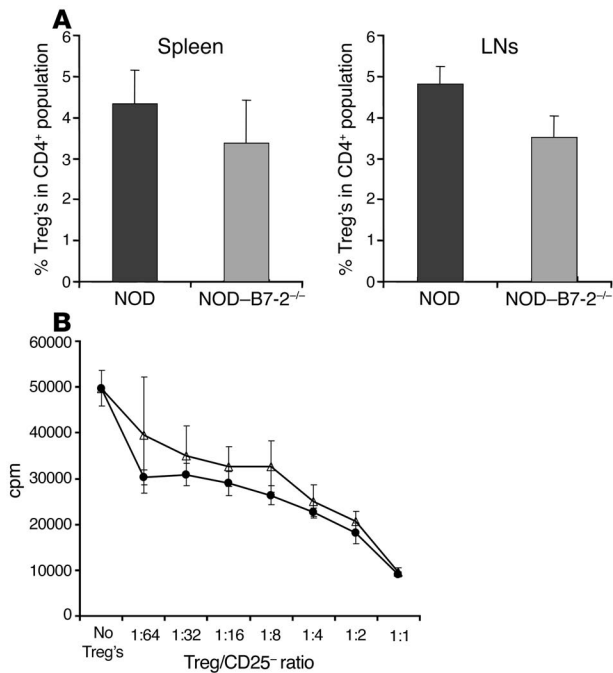 A
Spleen
% Treg's in CD4⁺ population
6
5
4
3
2
1
0
NOD
NOD–B7-2⁻/⁻
LNs
% Treg's in CD4⁺ population
6
5
4
3
2
1
0
NOD
NOD–B7-2⁻/⁻
B
cpm
60000
50000
40000
30000
20000
10000
0
No Treg's
1:64
1:32
1:16
1:8
1:4
1:2
1:1
Treg/CD25⁻ ratio